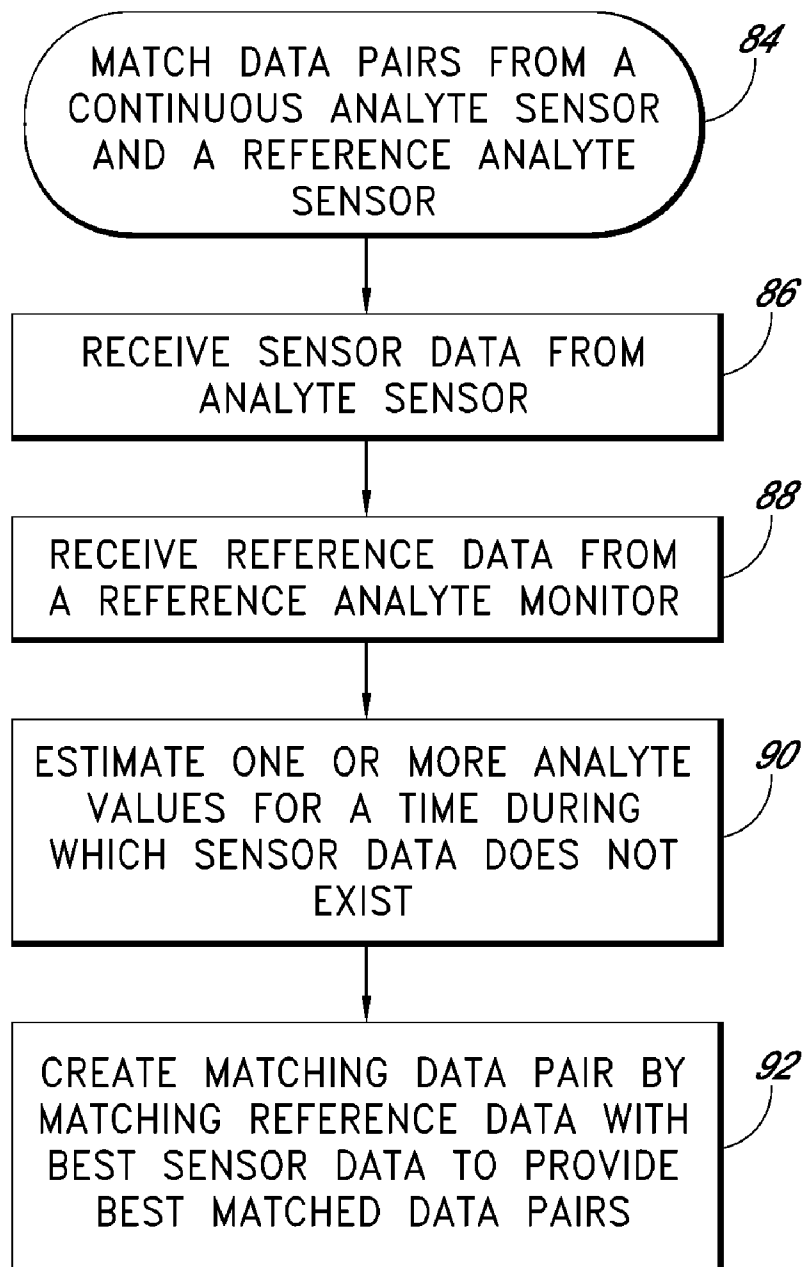 84
MATCH DATA PAIRS FROM A
CONTINUOUS ANALYTE SENSOR
AND A REFERENCE ANALYTE
SENSOR
86
RECEIVE SENSOR DATA FROM
ANALYTE SENSOR
88
RECEIVE REFERENCE DATA FROM
A REFERENCE ANALYTE MONITOR
90
ESTIMATE ONE OR MORE ANALYTE
VALUES FOR A TIME DURING
WHICH SENSOR DATA DOES NOT
EXIST
92
CREATE MATCHING DATA PAIR BY
MATCHING REFERENCE DATA WITH
BEST SENSOR DATA TO PROVIDE
BEST MATCHED DATA PAIRS